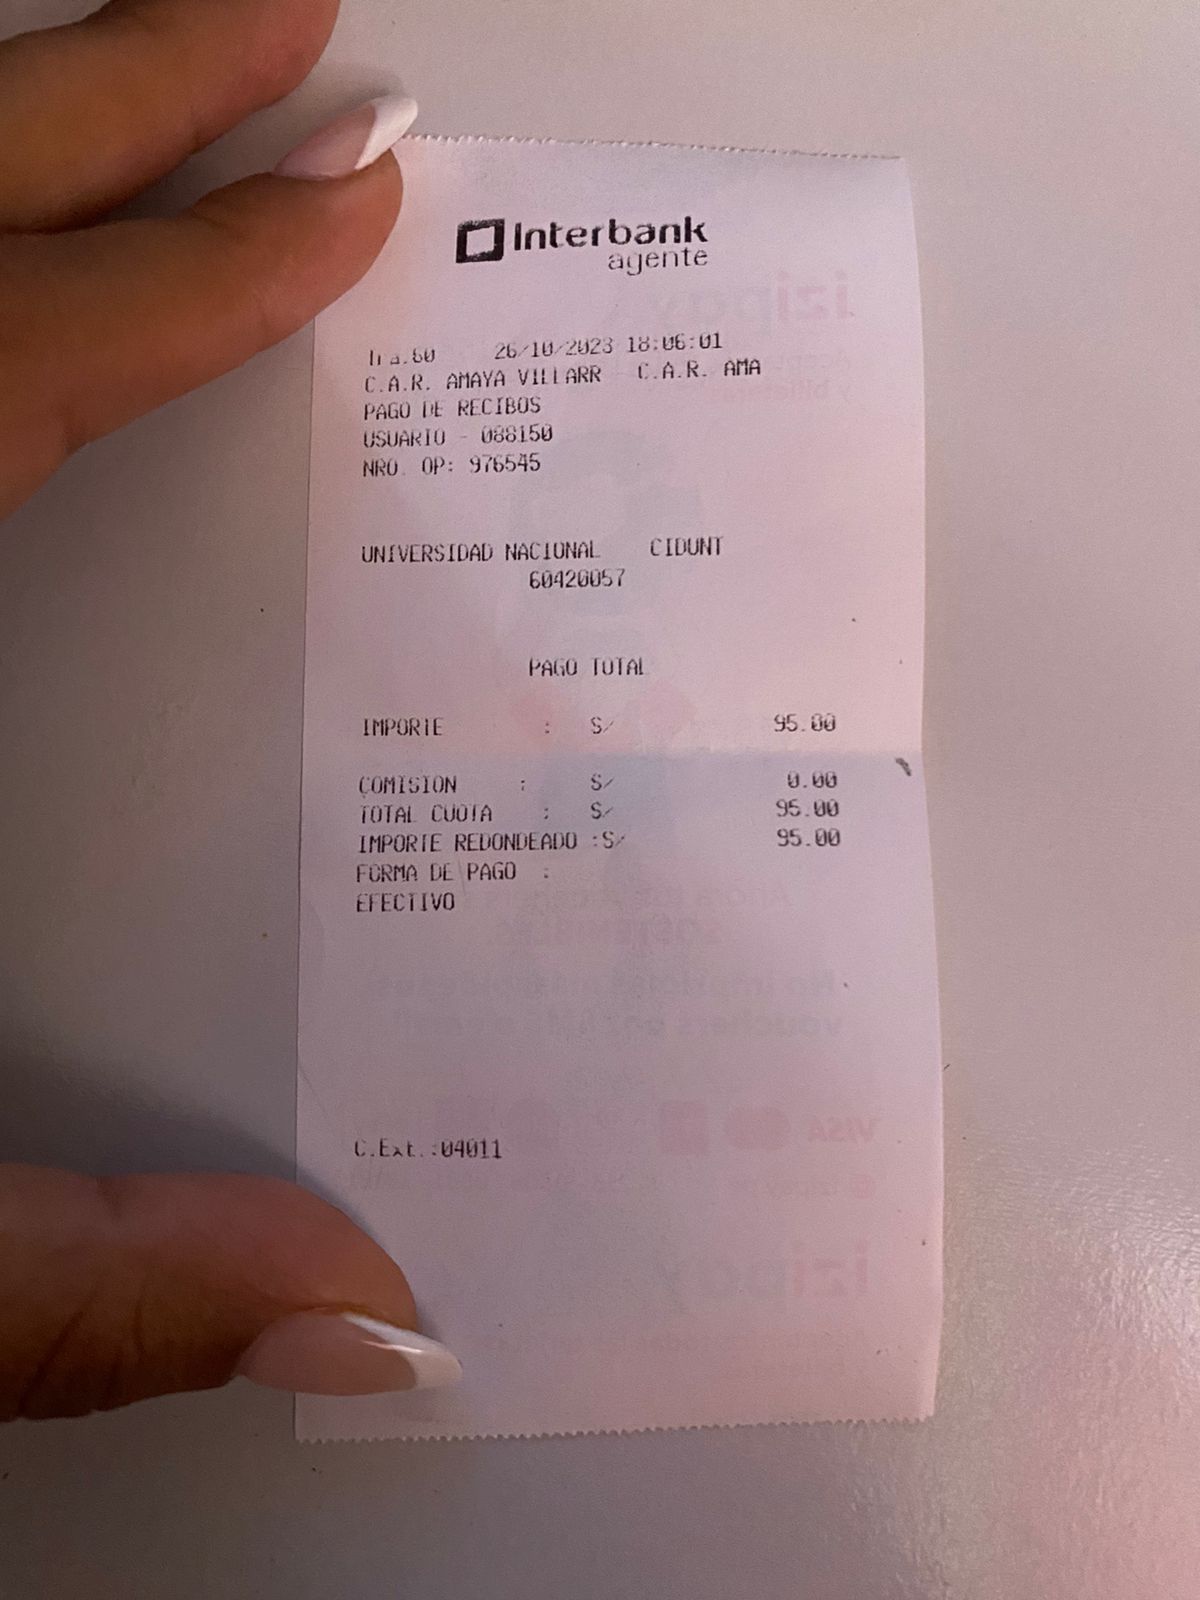 Interbank
agente
Tra.60 26/10/2023 18:06:01
C.A.R. AMAYA VILLARR C.A.R. AMA
PAGO DE RECIBOS
USUARIO - 088150
NRO. OP: 976545
UNIVERSIDAD NACIONAL CIDUNT
60420057
PAGO TOTAL
IMPORTE : S/ 95.00
COMISION : S/ 0.00
TOTAL CUOTA : S/ 95.00
IMPORTE REDONDEADO :S/ 95.00
FORMA DE PAGO :
EFECTIVO
C.Ext.:04011